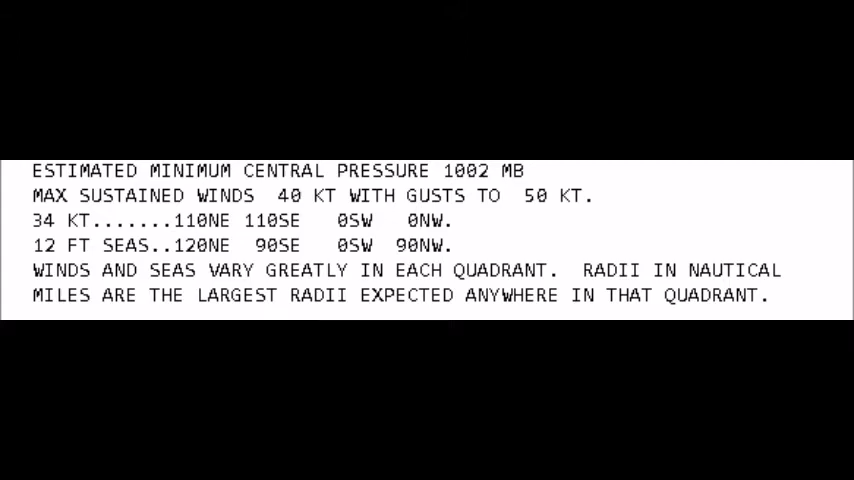 ESTIMATED MINIMUM CENTRAL PRESSURE 1002 MB
MAX SUSTAINED WINDS  40 KT WITH GUSTS TO  50 KT.
34 KT.......110NE 110SE   0SW   0NW.
12 FT SEAS..120NE  90SE   0SW  90NW.
WINDS AND SEAS VARY GREATLY IN EACH QUADRANT.  RADII IN NAUTICAL
MILES ARE THE LARGEST RADII EXPECTED ANYWHERE IN THAT QUADRANT.